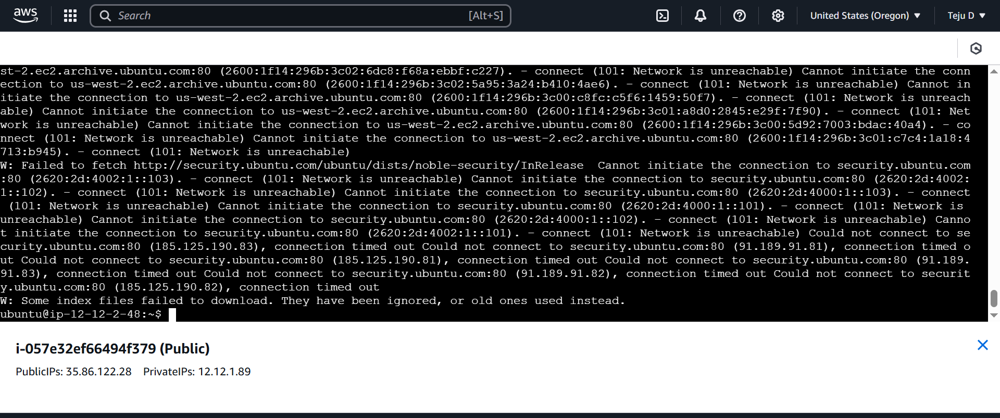 aws
Search [Alt+S]
United States (Oregon)
Teju D
st-2.ec2.archive.ubuntu.com:80 (2600:1f14:296b:3c02:6dc8:f68a:ebbf:c227). - connect (101: Network is unreachable) Cannot initiate the conn
ection to us-west-2.ec2.archive.ubuntu.com:80 (2600:1f14:296b:3c02:5a95:3a24:b410:4ae6). - connect (101: Network is unreachable) Cannot in
itiate the connection to us-west-2.ec2.archive.ubuntu.com:80 (2600:1f14:296b:3c00:c8fc:c5f6:1459:50f7). - connect (101: Network is unreach
able) Cannot initiate the connection to us-west-2.ec2.archive.ubuntu.com:80 (2600:1f14:296b:3c01:a8d0:2845:e29f:7f90). - connect (101: Net
work is unreachable) Cannot initiate the connection to us-west-2.ec2.archive.ubuntu.com:80 (2600:1f14:296b:3c00:5d92:7003:bdac:40a4). - co
nnect (101: Network is unreachable) Cannot initiate the connection to us-west-2.ec2.archive.ubuntu.com:80 (2600:1f14:296b:3c01:c7c4:1a18:4
713:b945). - connect (101: Network is unreachable)
W: Failed to fetch http://security.ubuntu.com/ubuntu/dists/noble-security/InRelease  Cannot initiate the connection to security.ubuntu.com
:80 (2620:2d:4002:1::103). - connect (101: Network is unreachable) Cannot initiate the connection to security.ubuntu.com:80 (2620:2d:4002:
1::102). - connect (101: Network is unreachable) Cannot initiate the connection to security.ubuntu.com:80 (2620:2d:4000:1::103). - connect
 (101: Network is unreachable) Cannot initiate the connection to security.ubuntu.com:80 (2620:2d:4000:1::101). - connect (101: Network is
unreachable) Cannot initiate the connection to security.ubuntu.com:80 (2620:2d:4000:1::102). - connect (101: Network is unreachable) Canno
t initiate the connection to security.ubuntu.com:80 (2620:2d:4002:1::101). - connect (101: Network is unreachable) Could not connect to se
curity.ubuntu.com:80 (185.125.190.83), connection timed out Could not connect to security.ubuntu.com:80 (91.189.91.81), connection timed o
ut Could not connect to security.ubuntu.com:80 (185.125.190.81), connection timed out Could not connect to security.ubuntu.com:80 (91.189.
91.83), connection timed out Could not connect to security.ubuntu.com:80 (91.189.91.82), connection timed out Could not connect to securit
y.ubuntu.com:80 (185.125.190.82), connection timed out
W: Some index files failed to download. They have been ignored, or old ones used instead.
ubuntu@ip-12-12-2-48:~$
i-057e32ef66494f379 (Public)
PublicIPs: 35.86.122.28 PrivateIPs: 12.12.1.89